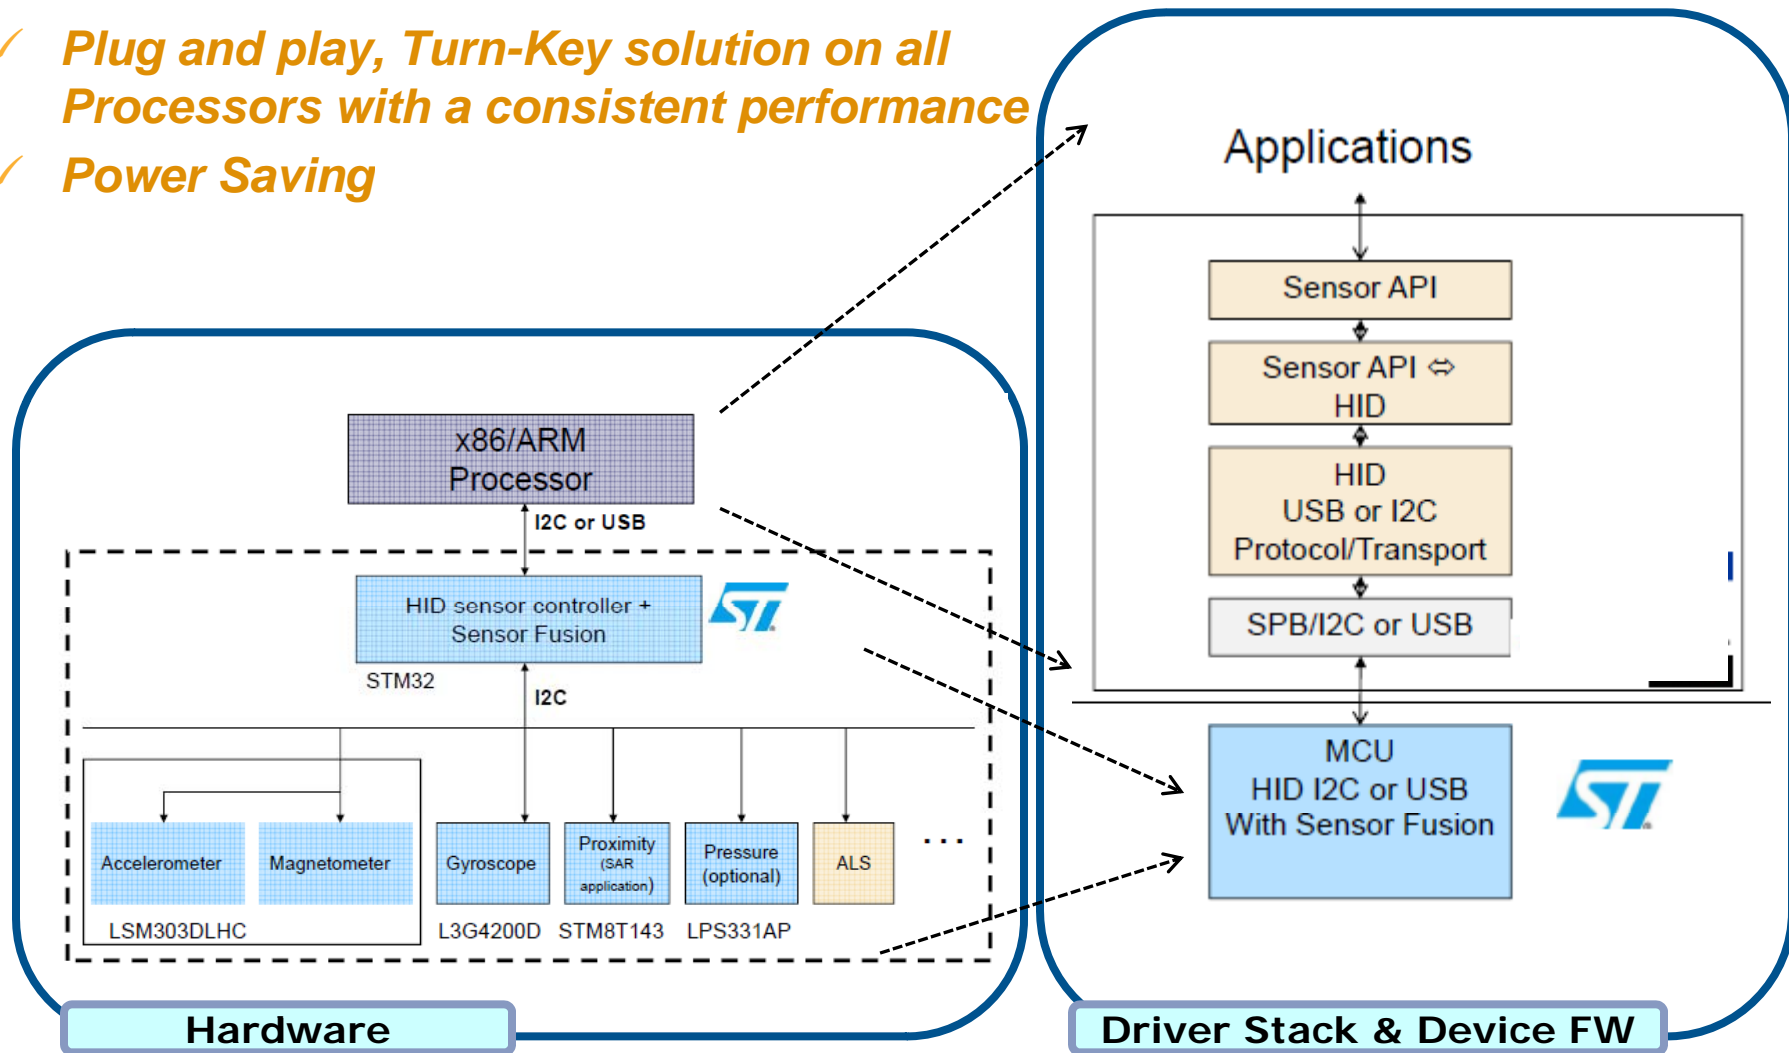 Plug and play, Turn-Key solution on all
Processors with a consistent performance
Power Saving
x86/ARM
Processor
I2C or USB
HID sensor controller +
Sensor Fusion
ST
STM32
I2C
Accelerometer
Magnetometer
LSM303DLHC
Gyroscope
L3G4200D
Proximity
(SAR
application)
STM8T143
Pressure
(optional)
LPS331AP
ALS
...
Hardware
Applications
Sensor API
Sensor API ⇔
HID
HID
USB or I2C
Protocol/Transport
SPB/I2C or USB
MCU
HID I2C or USB
With Sensor Fusion
ST
Driver Stack & Device FW